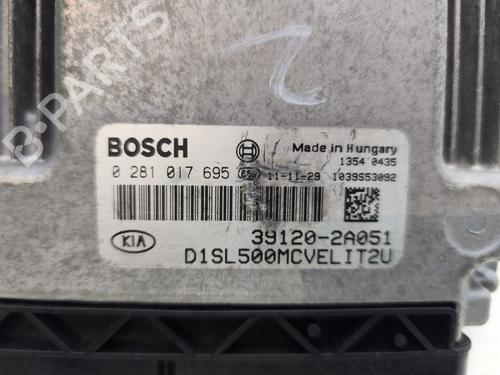 2
B-PARTS
BOSCH
Made in Hungary
1354 0435
0 281 017 695
11-11-29
1039S53092
KIA
39120-2A051
D1SL500MCVELIT2U